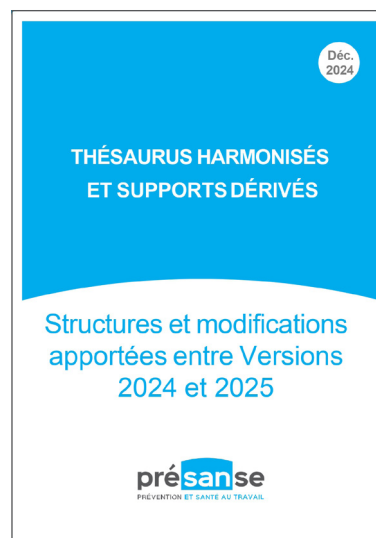 Déc.
2024
THÉSAURUS HARMONISÉS
ET SUPPORTS DÉRIVÉS
Structures et modifications
apportées entre Versions
2024 et 2025
présanse
PRÉVENTION ET SANTÉ AU TRAVAIL